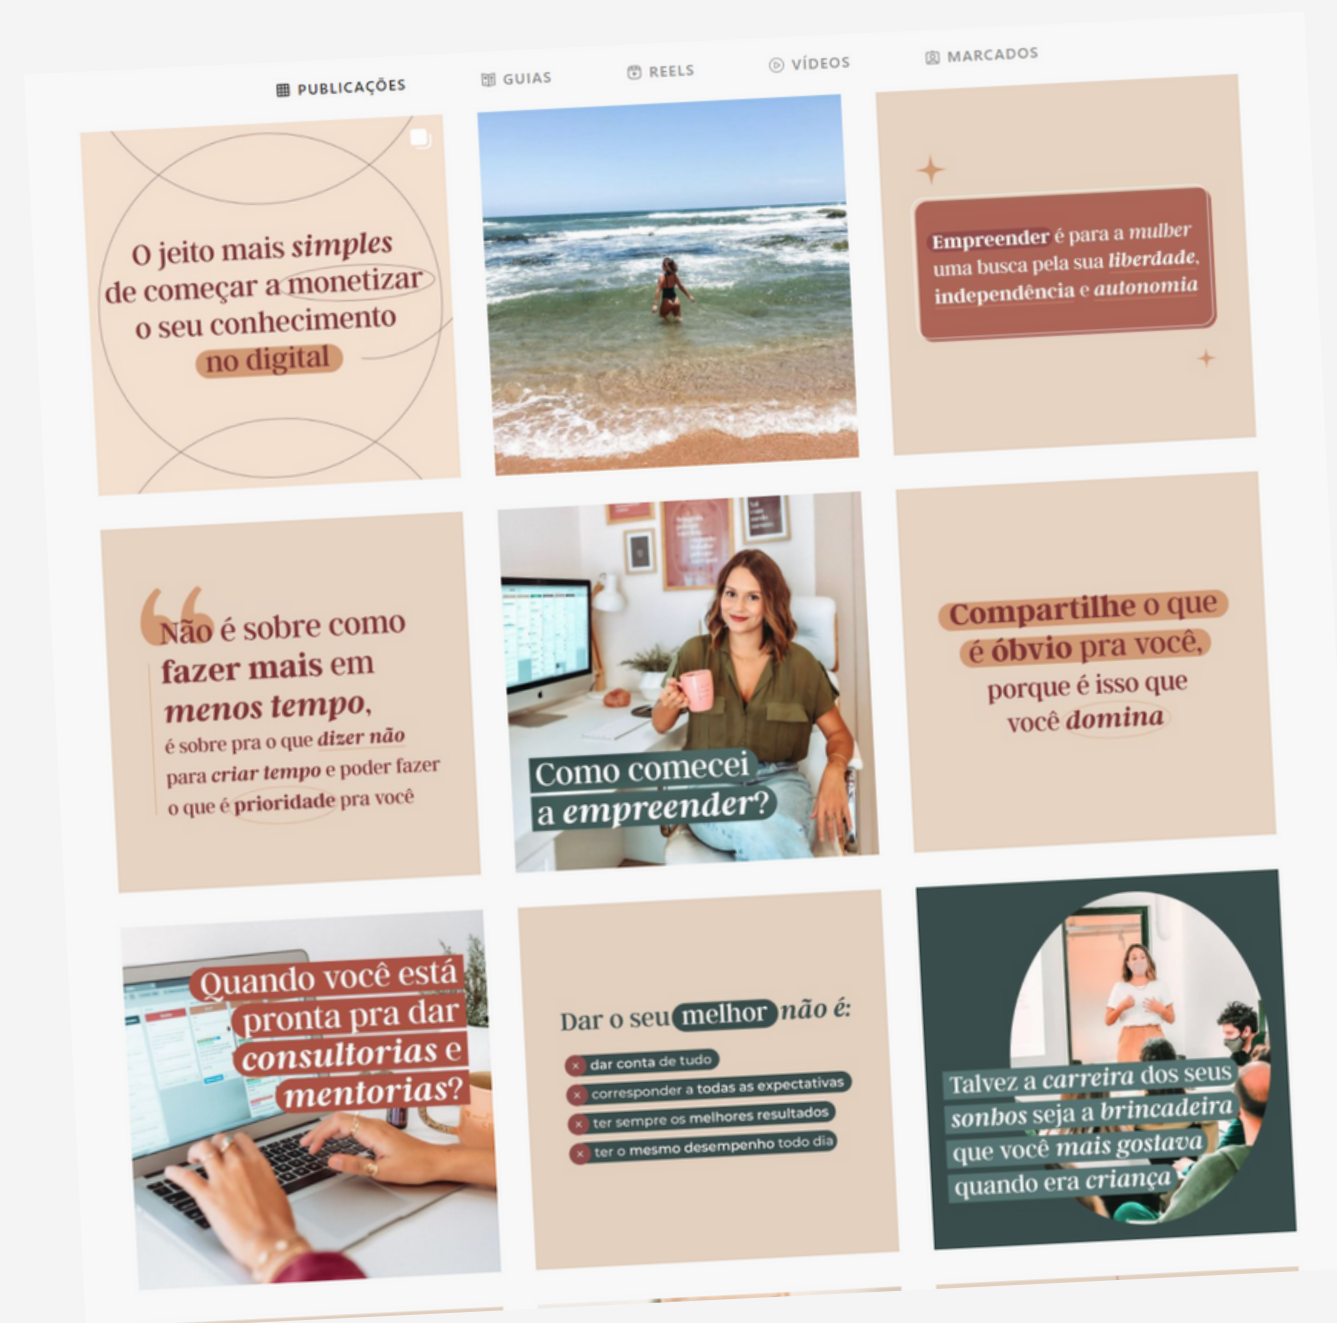 PUBLICAÇÕES
GUIAS
REELS
VÍDEOS
MARCADOS
O jeito mais simples
de começar a monetizar
o seu conhecimento
no digital
Empreender é para a mulher
uma busca pela sua liberdade,
independência e autonomia
“
Não é sobre como
fazer mais em
menos tempo,
é sobre pra o que dizer não
para criar tempo e poder fazer
o que é prioridade pra você
Como comecei
a empreender?
Compartilhe o que
é óbvio pra você,
porque é isso que
você domina
Quando você está
pronta pra dar
consultorias e
mentorias?
Dar o seu melhor não é:
dar conta de tudo
corresponder a todas as expectativas
ter sempre os melhores resultados
ter o mesmo desempenho todo dia
Talvez a carreira dos seus
sonhos seja a brincadeira
que você mais gostava
quando era criança